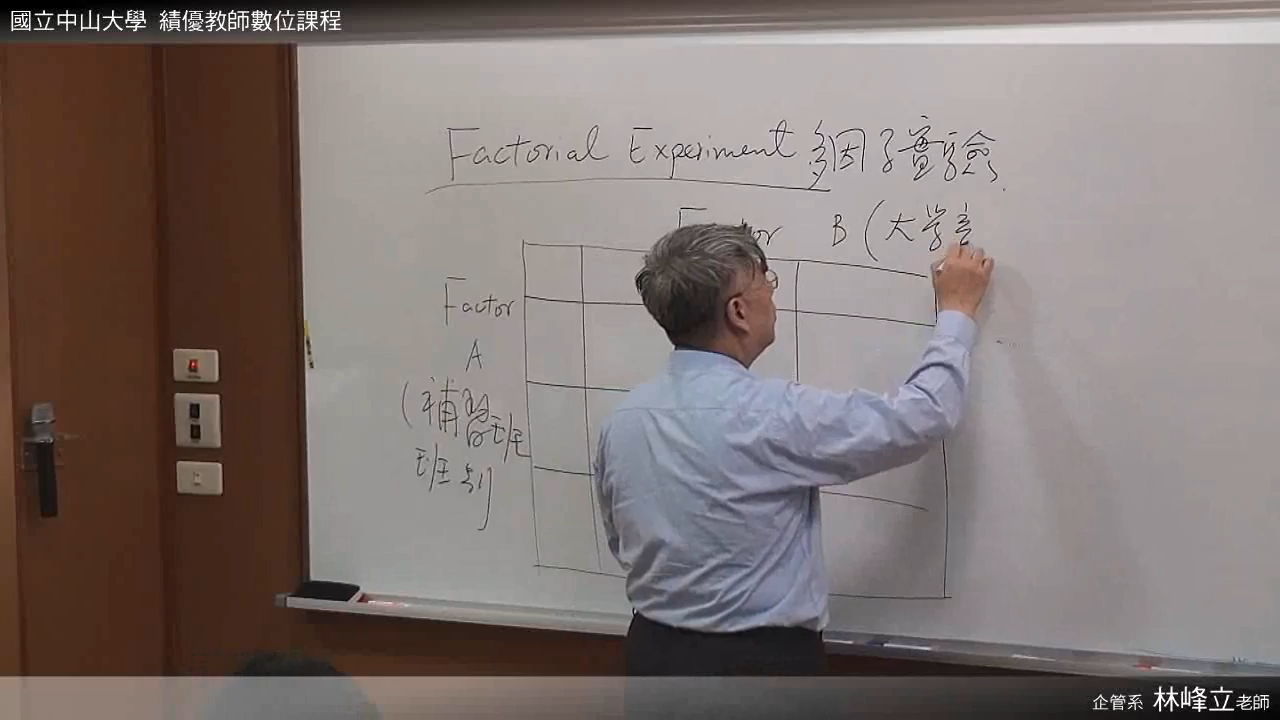 國立中山大學 績優教師數位課程
Factorial Experiment 多因子實驗
B (大学
Factor
A
(補習班
班別
企管系 林峰立老師